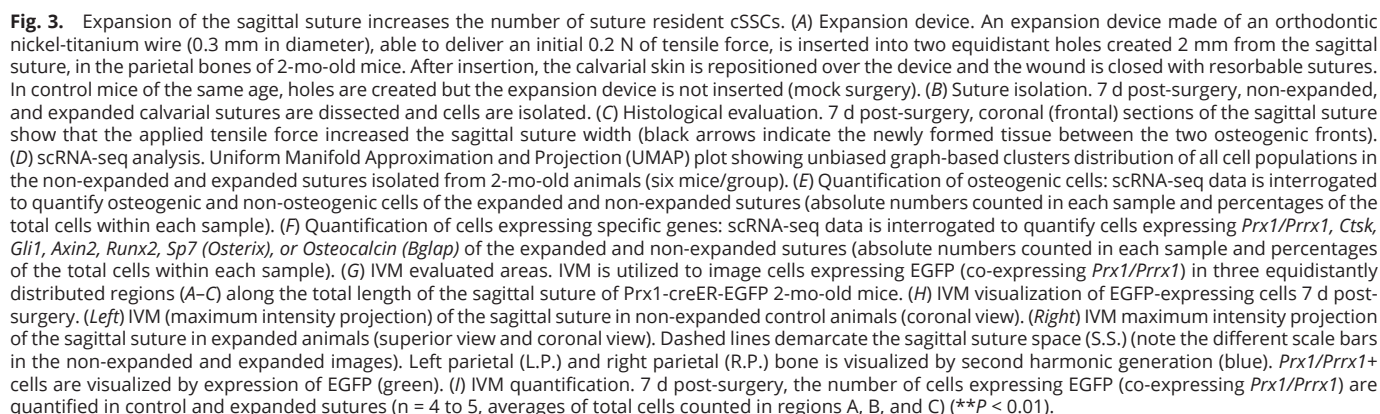 Fig. 3. Expansion of the sagittal suture increases the number of suture resident cSSCs. (A) Expansion device. An expansion device made of an orthodontic
nickel-titanium wire (0.3 mm in diameter), able to deliver an initial 0.2 N of tensile force, is inserted into two equidistant holes created 2 mm from the sagittal
suture, in the parietal bones of 2-mo-old mice. After insertion, the calvarial skin is repositioned over the device and the wound is closed with resorbable sutures.
In control mice of the same age, holes are created but the expansion device is not inserted (mock surgery). (B) Suture isolation. 7 d post-surgery, non-expanded,
and expanded calvarial sutures are dissected and cells are isolated. (C) Histological evaluation. 7 d post-surgery, coronal (frontal) sections of the sagittal suture
show that the applied tensile force increased the sagittal suture width (black arrows indicate the newly formed tissue between the two osteogenic fronts).
(D) scRNA-seq analysis. Uniform Manifold Approximation and Projection (UMAP) plot showing unbiased graph-based clusters distribution of all cell populations in
the non-expanded and expanded sutures isolated from 2-mo-old animals (six mice/group). (E) Quantification of osteogenic cells: scRNA-seq data is interrogated
to quantify osteogenic and non-osteogenic cells of the expanded and non-expanded sutures (absolute numbers counted in each sample and percentages of the
total cells within each sample). (F) Quantification of cells expressing specific genes: scRNA-seq data is interrogated to quantify cells expressing Prx1/Prrx1, Ctsk,
Gli1, Axin2, Runx2, Sp7 (Osterix), or Osteocalcin (Bglap) of the expanded and non-expanded sutures (absolute numbers counted in each sample and percentages
of the total cells within each sample). (G) IVM evaluated areas. IVM is utilized to image cells expressing EGFP (co-expressing Prx1/Prrx1) in three equidistantly
distributed regions (A–C) along the total length of the sagittal suture of Prx1-creER-EGFP 2-mo-old mice. (H) IVM visualization of EGFP-expressing cells 7 d post-
surgery. (Left) IVM (maximum intensity projection) of the sagittal suture in non-expanded control animals (coronal view). (Right) IVM maximum intensity projection
of the sagittal suture in expanded animals (superior view and coronal view). Dashed lines demarcate the sagittal suture space (S.S.) (note the different scale bars
in the non-expanded and expanded images). Left parietal (L.P.) and right parietal (R.P.) bone is visualized by second harmonic generation (blue). Prx1/Prrx1+
cells are visualized by expression of EGFP (green). (I) IVM quantification. 7 d post-surgery, the number of cells expressing EGFP (co-expressing Prx1/Prrx1) are
quantified in control and expanded sutures (n = 4 to 5, averages of total cells counted in regions A, B, and C) (**P < 0.01).